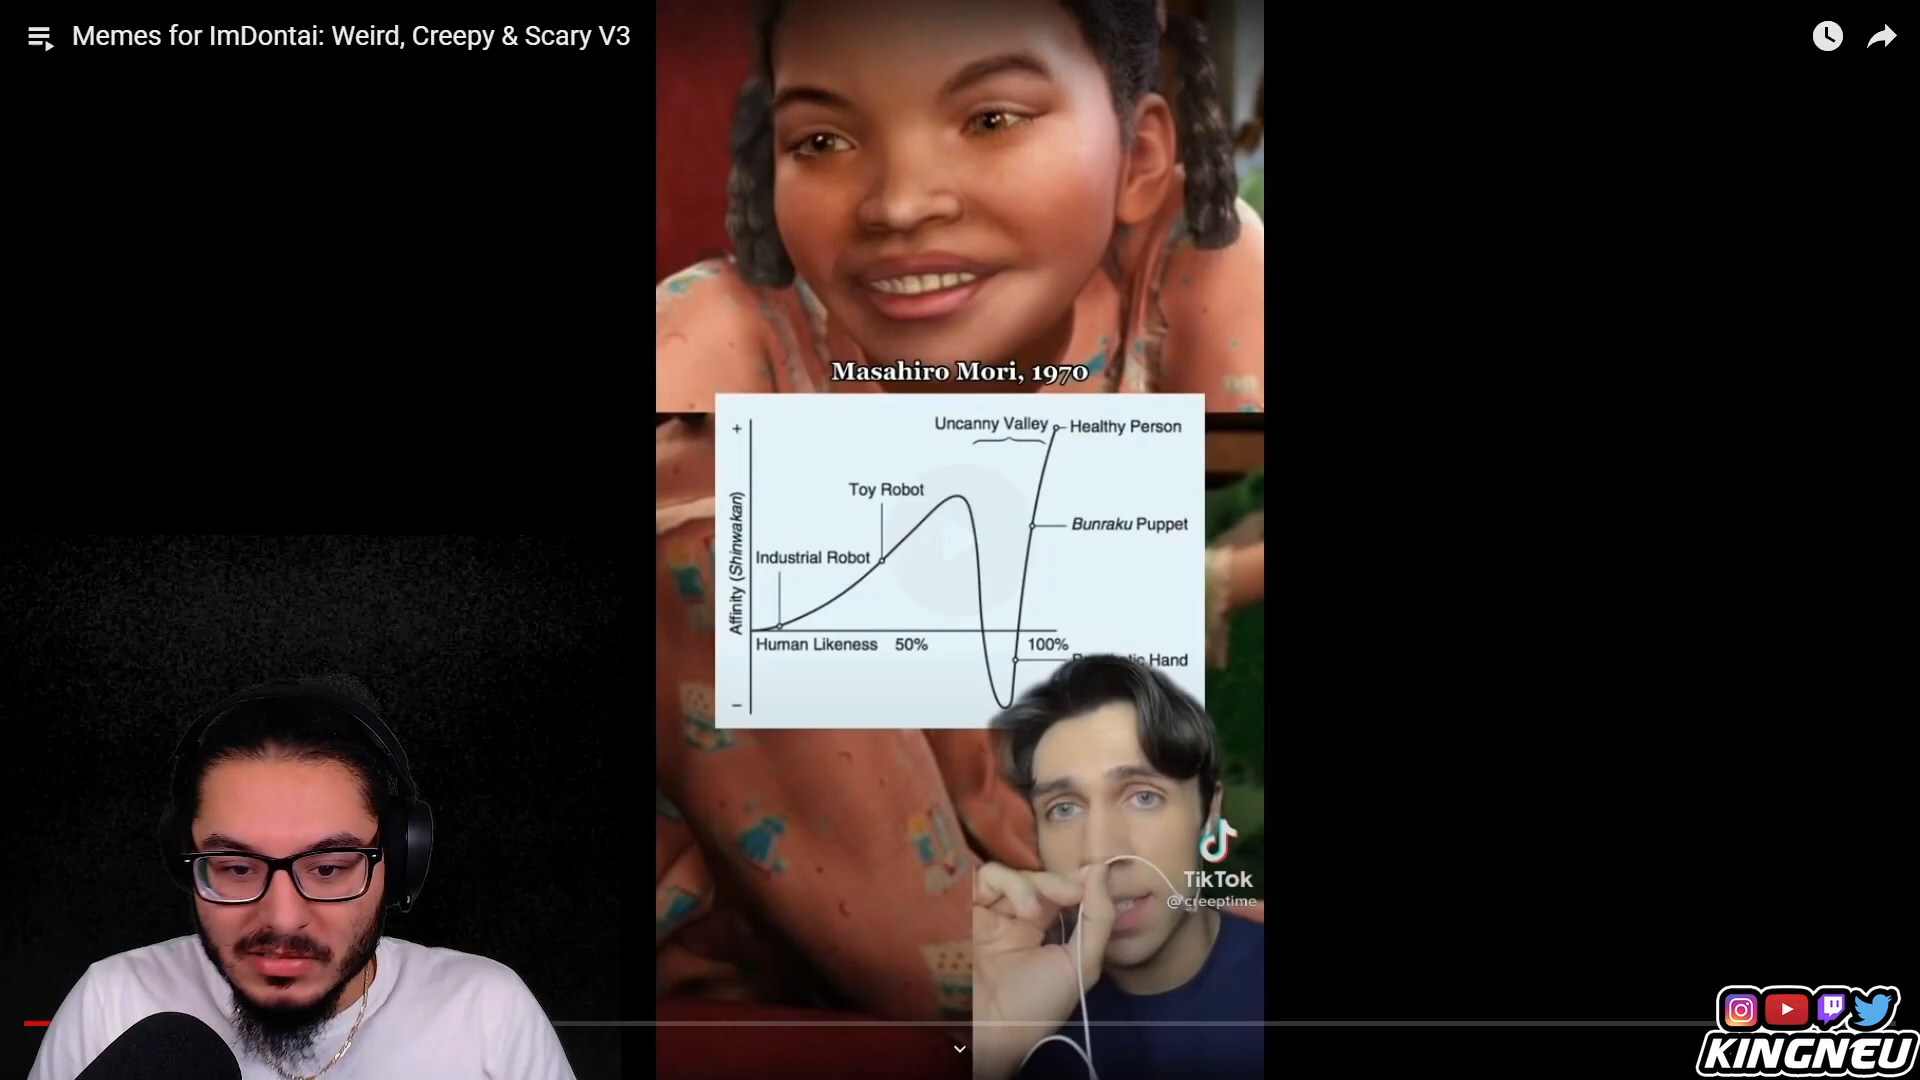 Memes for ImDontai: Weird, Creepy & Scary V3
Masahiro Mori, 1970
Uncanny Valley
Healthy Person
+
Toy Robot
Bunraku Puppet
Industrial Robot
Affinity (Shinwakan)
Human Likeness 50% 100%
Hand
−
TikTok
@creeptime
KINGNEU